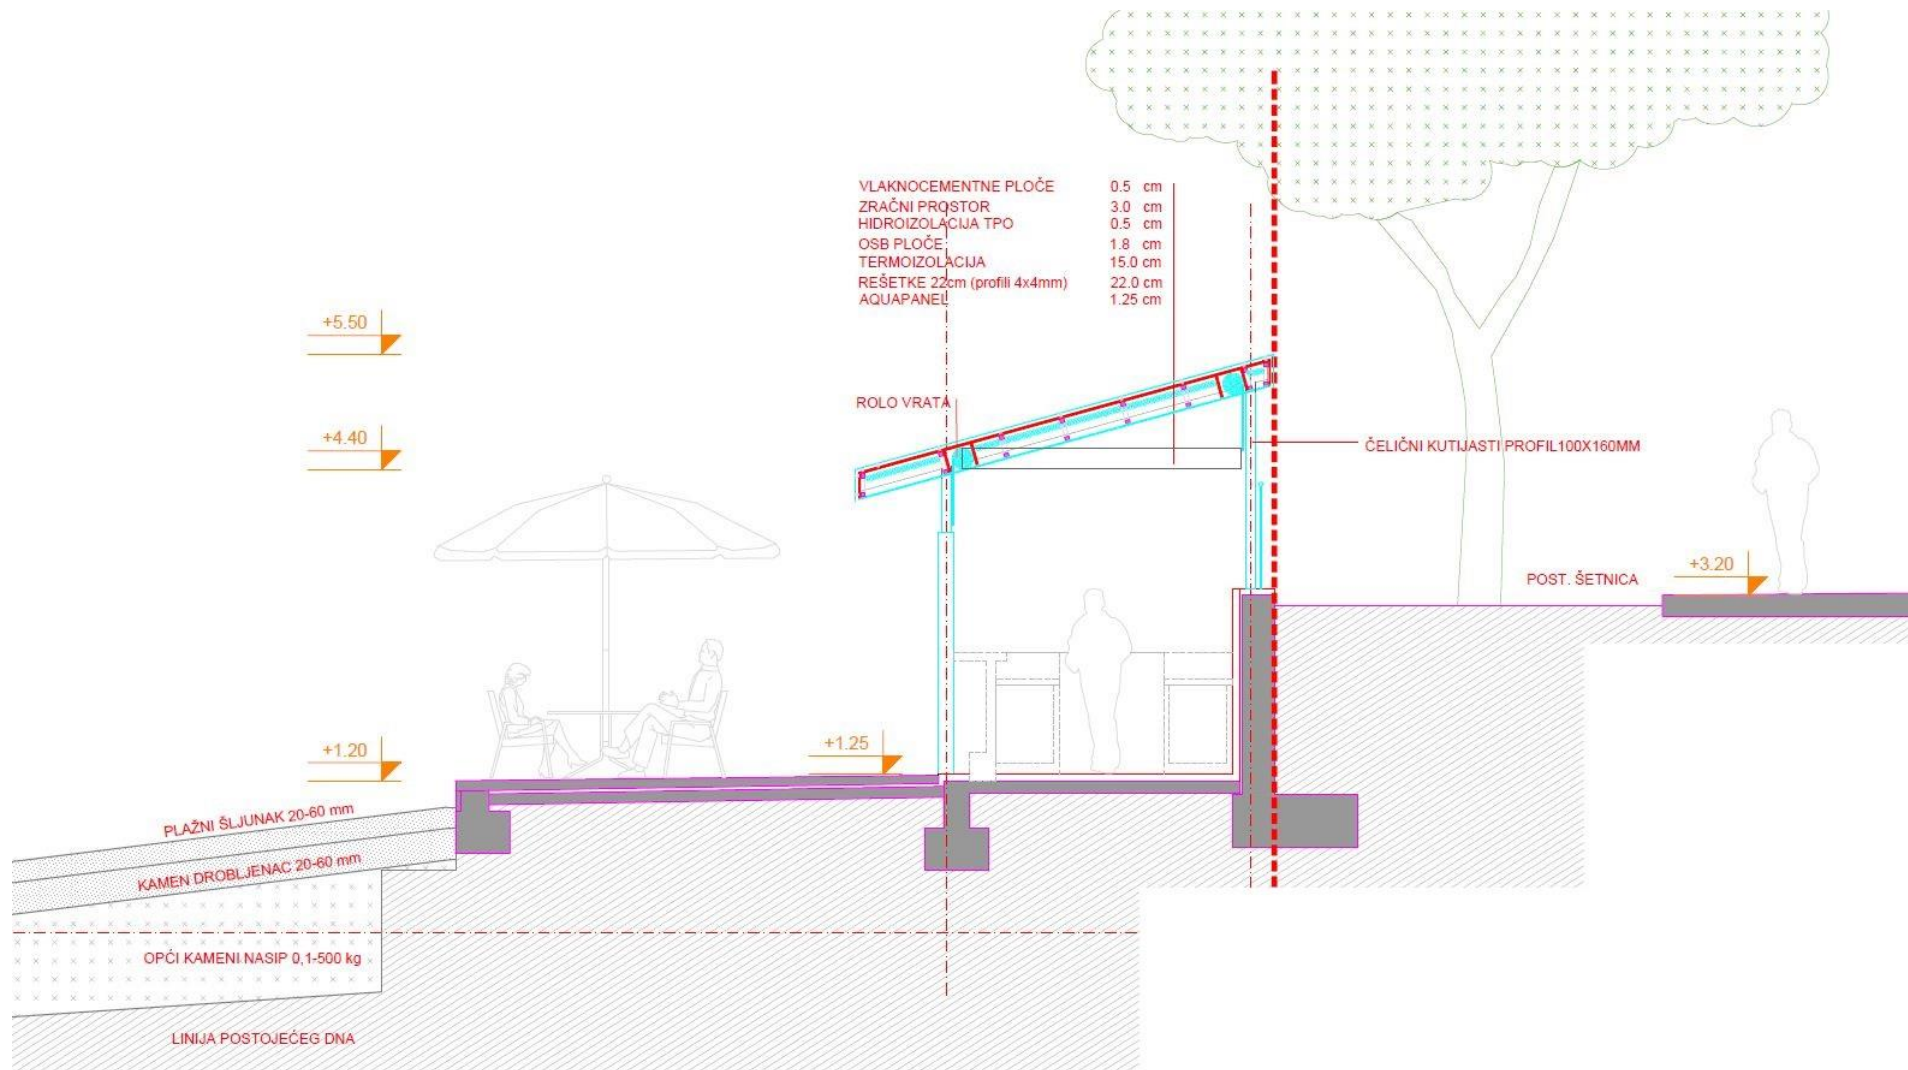 VLAKNOCEMENTNE PLOČE 0.5 cm
ZRAČNI PROSTOR 3.0 cm
HIDROIZOLACIJA TPO 0.5 cm
OSB PLOČE 1.8 cm
TERMOIZOLACIJA 15.0 cm
REŠETKE 22cm (profili 4x4mm) 22.0 cm
AQUAPANEL 1.25 cm
+5.50
ROLO VRATA
+4.40
ČELIČNI KUTIJASTI PROFIL100X160MM
+3.20
POST. ŠETNICA
+1.25
+1.20
PLAŽNI ŠLJUNAK 20-60 mm
KAMEN DROBLJENAC 20-60 mm
OPĆI KAMENI NASIP 0,1-500 kg
LINIJA POSTOJEĆEG DNA